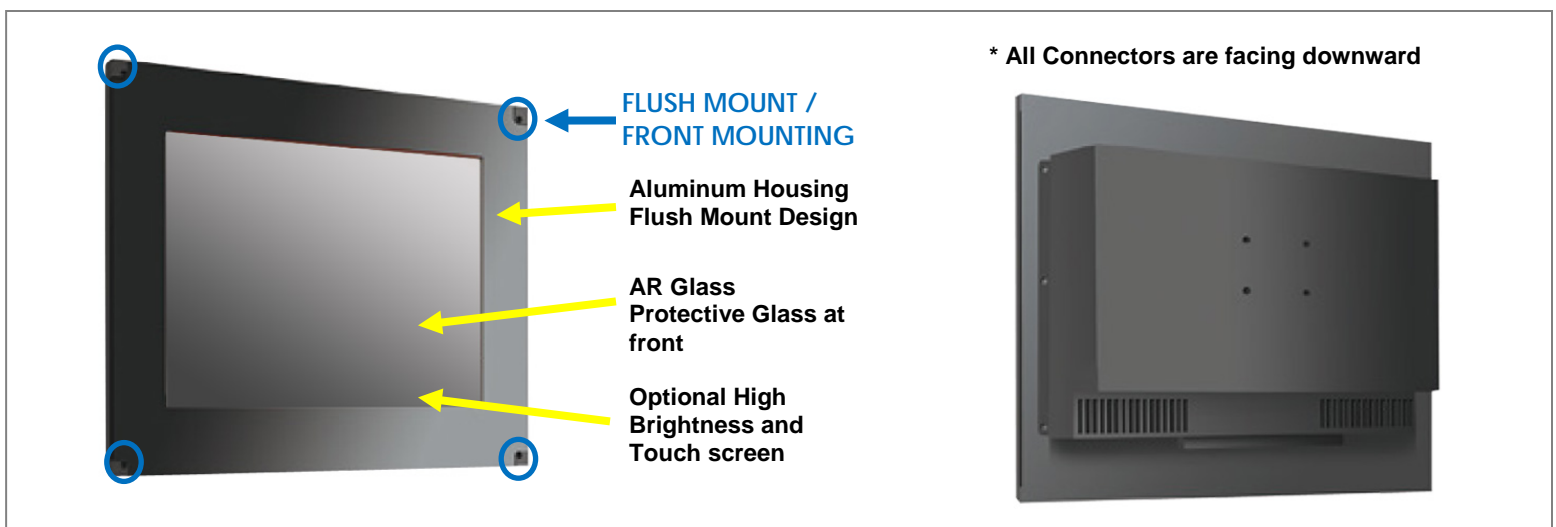 * All Connectors are facing downward
FLUSH MOUNT /
FRONT MOUNTING
Aluminum Housing
Flush Mount Design
AR Glass
Protective Glass at
front
Optional High
Brightness and
Touch screen